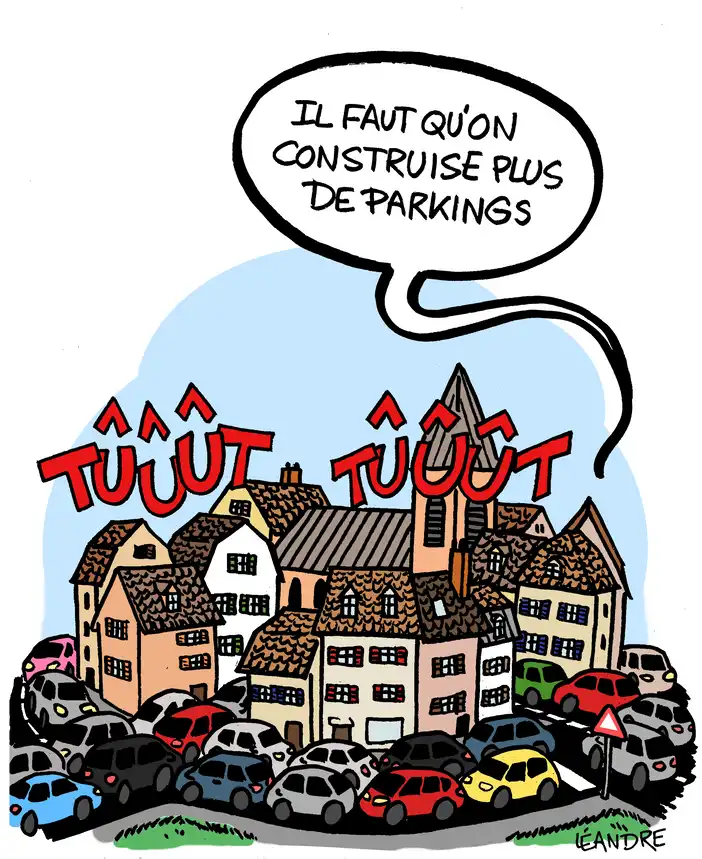 IL FAUT QU'ON
CONSTRUISE PLUS
DE PARKINGS
TÛÛÛT TÛÛÛT
LÉANDRE